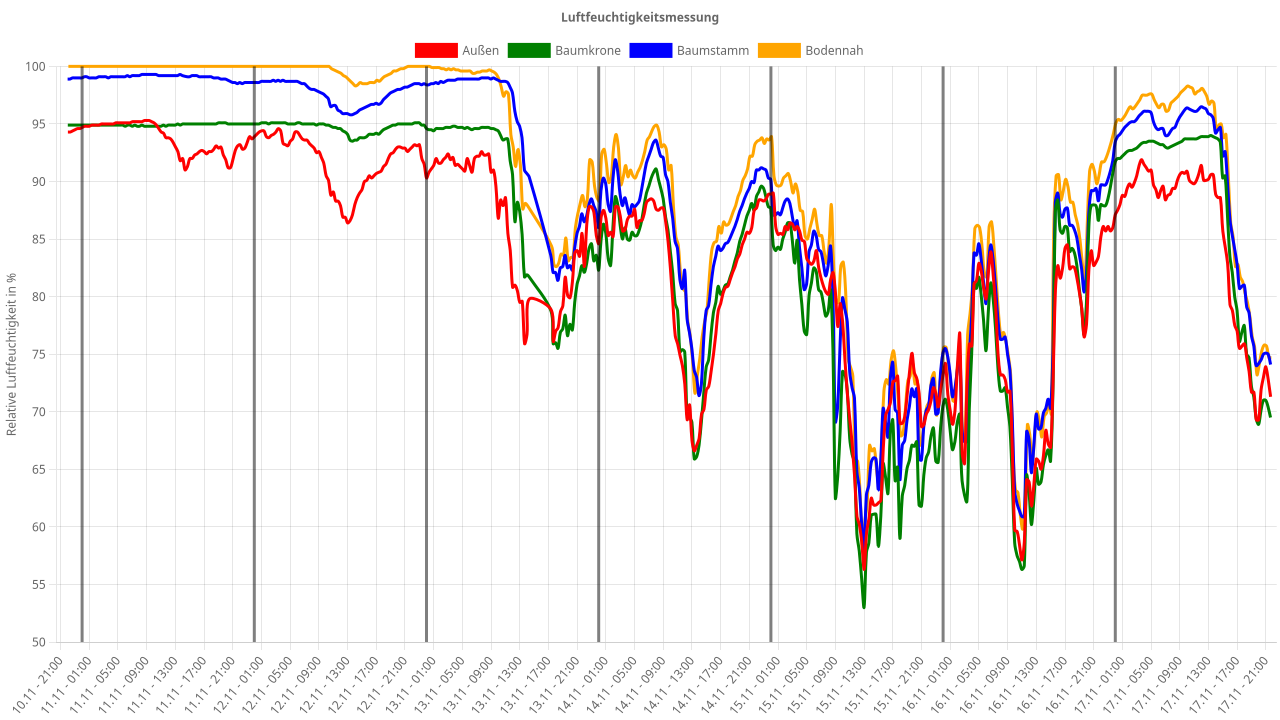 Luftfeuchtigkeitsmessung
Außen Baumkrone Baumstamm Bodennah
Relative Luftfeuchtigkeit in %
100
95
90
85
80
75
70
65
60
55
50
10.11 - 21:00
11.11 - 01:00
11.11 - 05:00
11.11 - 09:00
11.11 - 13:00
11.11 - 17:00
11.11 - 21:00
12.11 - 01:00
12.11 - 05:00
12.11 - 09:00
12.11 - 13:00
12.11 - 17:00
12.11 - 21:00
13.11 - 01:00
13.11 - 05:00
13.11 - 09:00
13.11 - 13:00
13.11 - 17:00
13.11 - 21:00
14.11 - 01:00
14.11 - 05:00
14.11 - 09:00
14.11 - 13:00
14.11 - 17:00
14.11 - 21:00
15.11 - 01:00
15.11 - 05:00
15.11 - 09:00
15.11 - 13:00
15.11 - 17:00
15.11 - 21:00
16.11 - 01:00
16.11 - 05:00
16.11 - 09:00
16.11 - 13:00
16.11 - 17:00
16.11 - 21:00
17.11 - 01:00
17.11 - 05:00
17.11 - 09:00
17.11 - 13:00
17.11 - 17:00
17.11 - 21:00